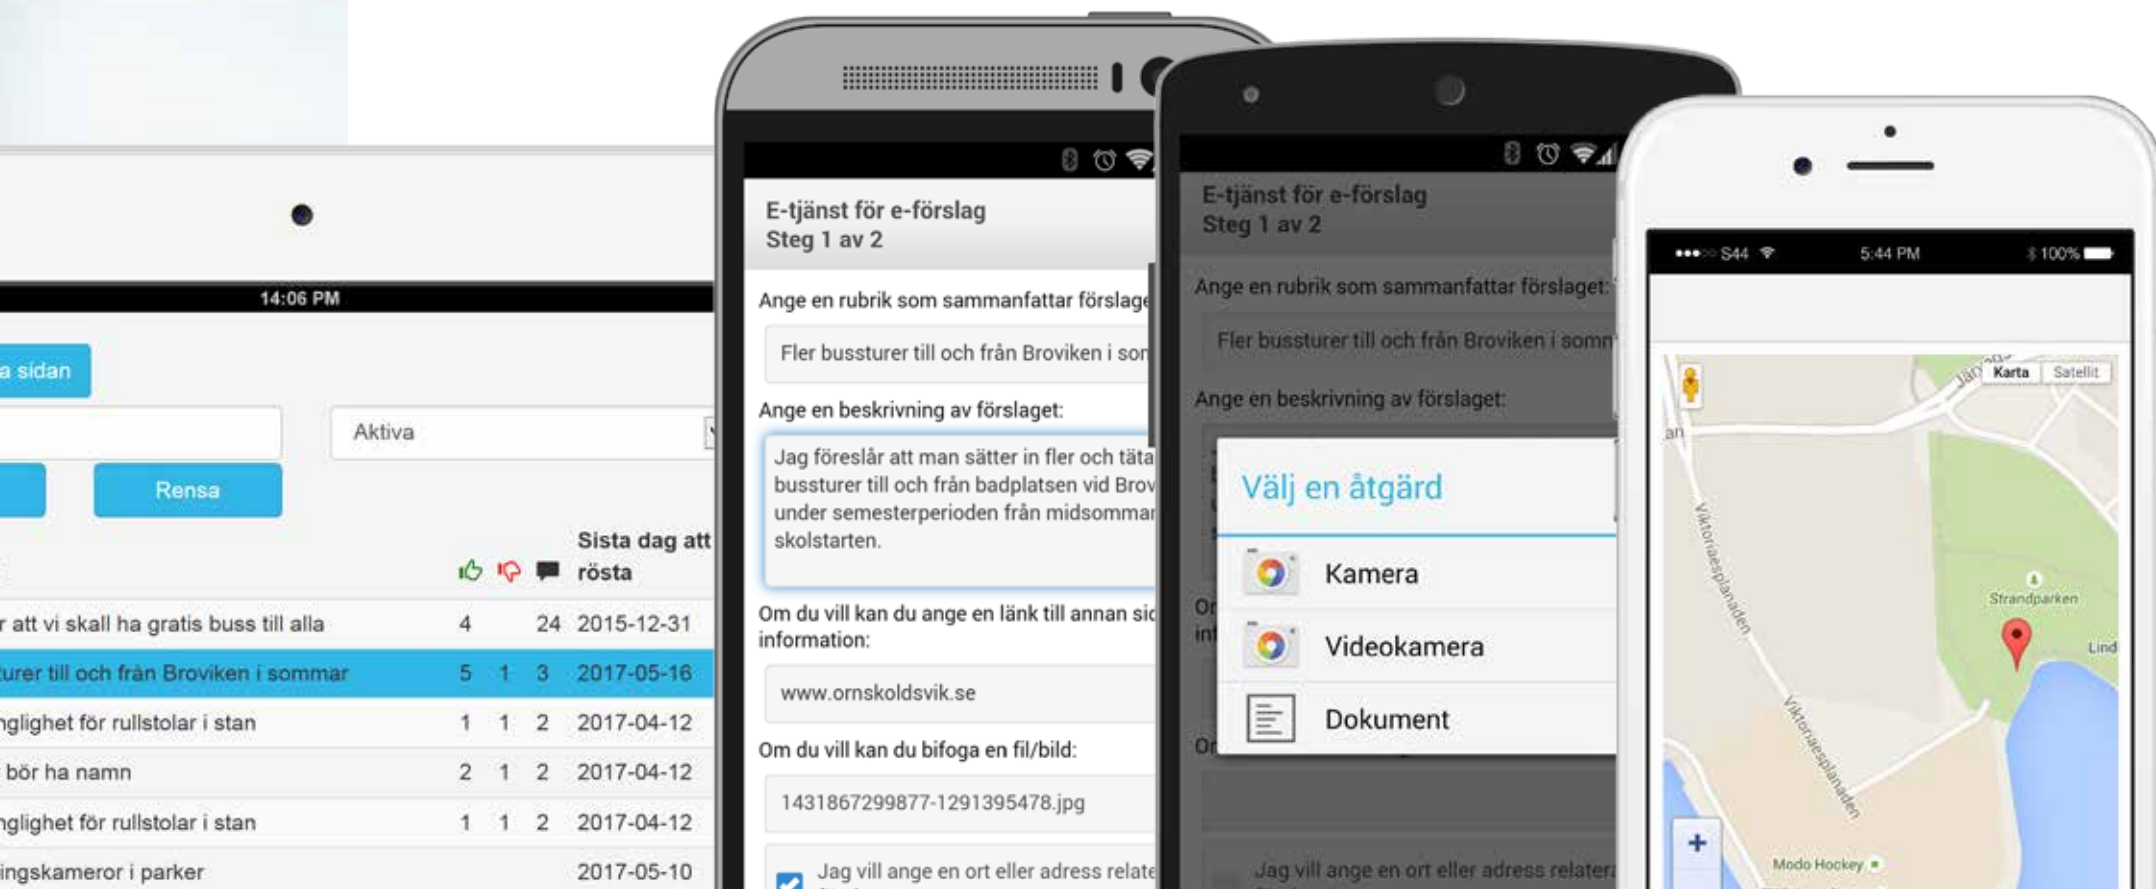 14:06 PM
a sidan
Aktiva
Rensa
Sista dag att
rösta
r att vi skall ha gratis buss till alla 4 24 2015-12-31
turer till och från Broviken i sommar 5 1 3 2017-05-16
nglighet för rullstolar i stan 1 1 2 2017-04-12
bör ha namn 2 1 2 2017-04-12
nglighet för rullstolar i stan 1 1 2 2017-04-12
ingskameror i parker 2017-05-10
E-tjänst för e-förslag
Steg 1 av 2
Ange en rubrik som sammanfattar förslage
Fler bussturer till och från Broviken i som
Ange en beskrivning av förslaget:
Jag föreslår att man sätter in fler och täta
bussturer till och från badplatsen vid Brov
under semesterperioden från midsommar
skolstarten.
Om du vill kan du ange en länk till annan sid
information:
www.ornskoldsvik.se
Om du vill kan du bifoga en fil/bild:
1431867299877-1291395478.jpg
Jag vill ange en ort eller adress relate
E-tjänst för e-förslag
Steg 1 av 2
Ange en rubrik som sammanfattar förslaget:
Fler bussturer till och från Broviken i somm
Ange en beskrivning av förslaget:
Välj en åtgärd
Kamera
Videokamera
Dokument
Or
inf
Or
Jag vill ange en ort eller adress relatera
S44 5:44 PM 100%
Karta Satellit
an
Viktoriaesplanaden
Strandparken
Lind
Viktoriaesplanaden
+
Modo Hockey